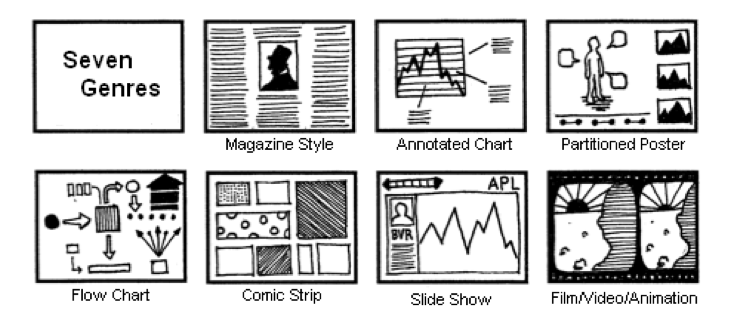 Seven
Genres
Magazine Style
Annotated Chart
Partitioned Poster
Flow Chart
Comic Strip
APL
BVR
Slide Show
Film/Video/Animation